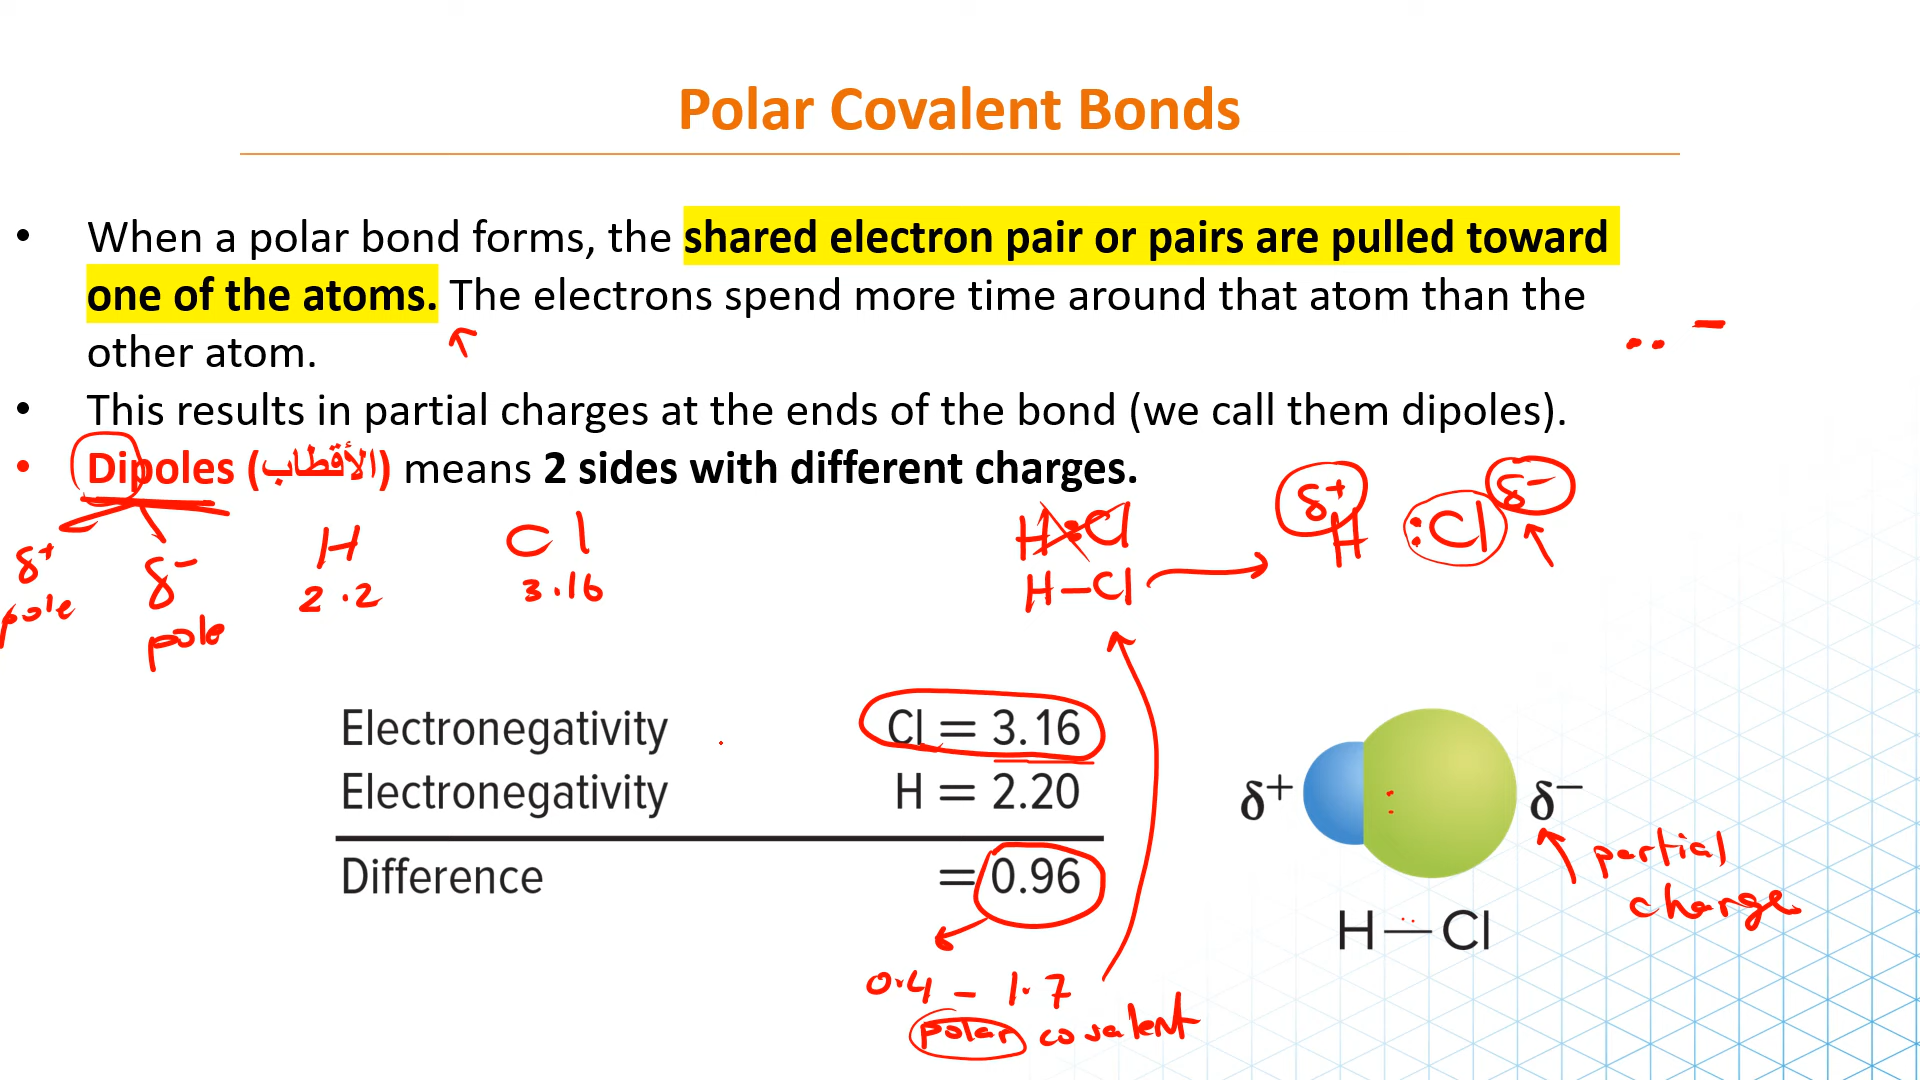 Polar Covalent Bonds
• When a polar bond forms, the shared electron pair or pairs are pulled toward
one of the atoms. The electrons spend more time around that atom than the
other atom.
• This results in partial charges at the ends of the bond (we call them dipoles).
• Dipoles (الأقطاب) means 2 sides with different charges.
δ+ pole
δ− pole
H Cl
2.2 3.16
H:Cl
H–Cl
δ+ δ−
H :Cl
Electronegativity Cl = 3.16
Electronegativity H = 2.20
Difference = 0.96
0.4 – 1.7
polar covalent
δ+ δ−
partial
charge
H—Cl